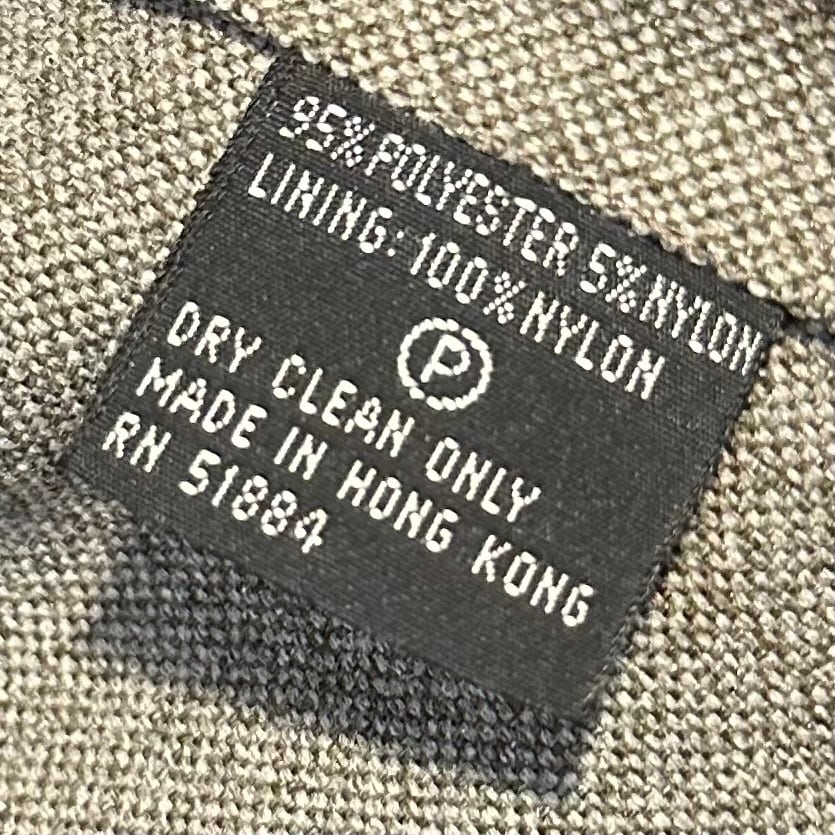 95% POLYESTER 5% NYLON
LINING: 100% NYLON
P
DRY CLEAN ONLY
MADE IN HONG KONG
RN 51884